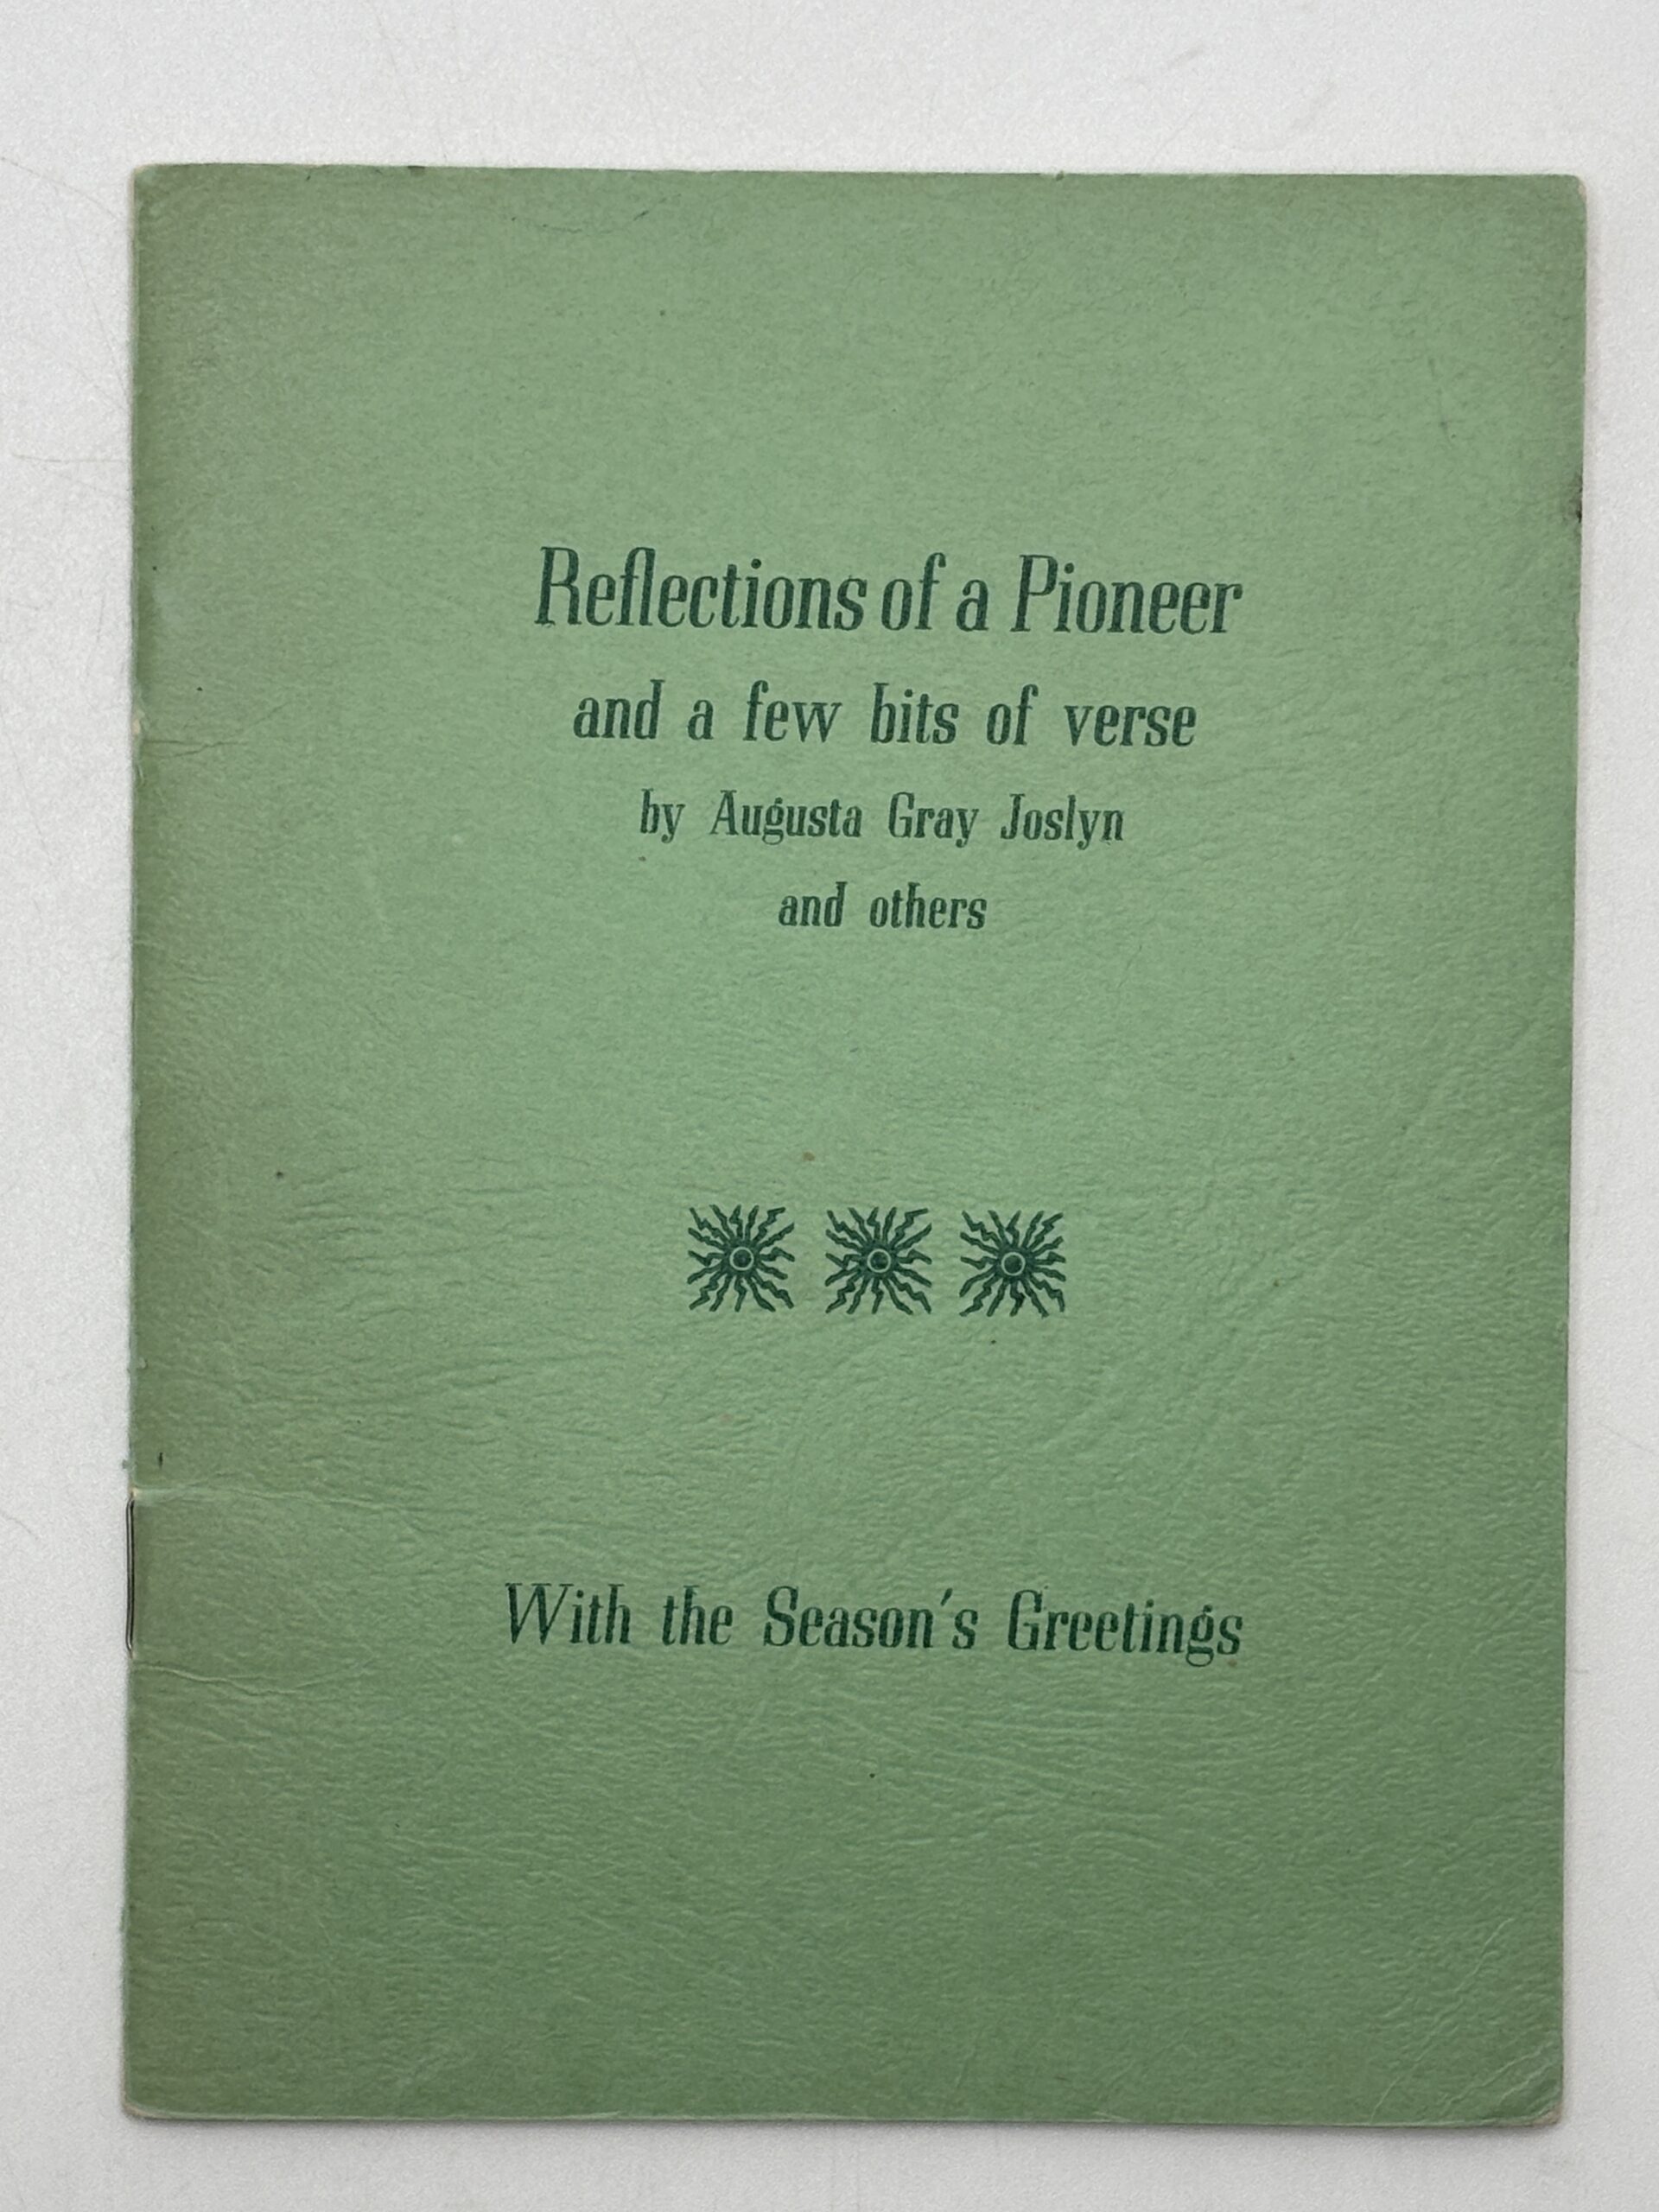 Reflections of a Pioneer
and a few bits of verse
by Augusta Gray Joslyn
and others
With the Season's Greetings